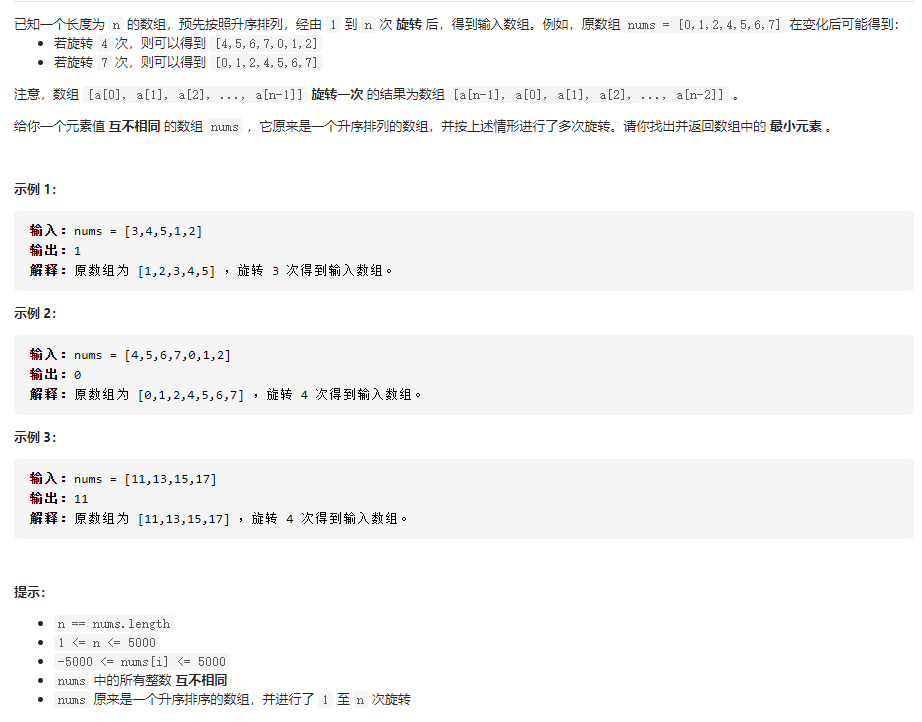 已知一个长度为 n 的数组，预先按照升序排列，经由 1 到 n 次 旋转 后，得到输入数组。例如，原数组 nums = [0,1,2,4,5,6,7] 在变化后可能得到：
• 若旋转 4 次，则可以得到 [4,5,6,7,0,1,2]
• 若旋转 7 次，则可以得到 [0,1,2,4,5,6,7]
注意，数组 [a[0], a[1], a[2], ..., a[n-1]] 旋转一次 的结果为数组 [a[n-1], a[0], a[1], a[2], ..., a[n-2]] 。
给你一个元素值 互不相同 的数组 nums ，它原来是一个升序排列的数组，并按上述情形进行了多次旋转。请你找出并返回数组中的 最小元素 。
示例 1：
输入：nums = [3,4,5,1,2]
输出：1
解释：原数组为 [1,2,3,4,5] ，旋转 3 次得到输入数组。
示例 2：
输入：nums = [4,5,6,7,0,1,2]
输出：0
解释：原数组为 [0,1,2,4,5,6,7] ，旋转 4 次得到输入数组。
示例 3：
输入：nums = [11,13,15,17]
输出：11
解释：原数组为 [11,13,15,17] ，旋转 4 次得到输入数组。
提示：
• n == nums.length
• 1 <= n <= 5000
• -5000 <= nums[i] <= 5000
• nums 中的所有整数 互不相同
• nums 原来是一个升序排序的数组，并进行了 1 至 n 次旋转